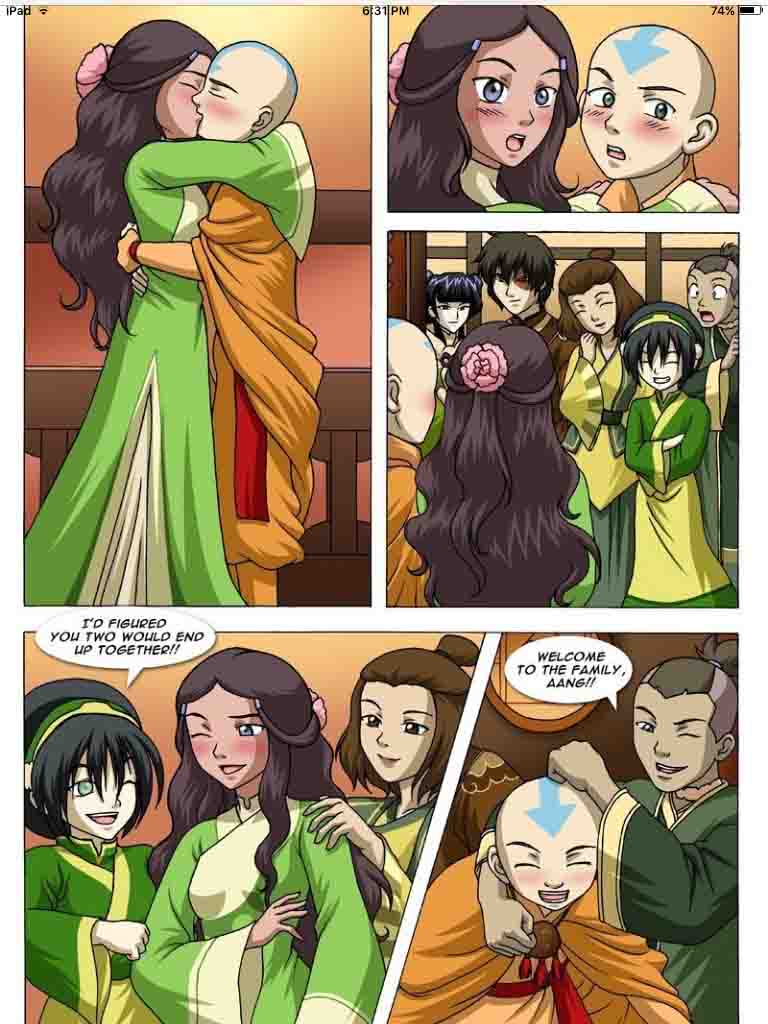 iPad 6:31 PM 74%
I'D FIGURED
YOU TWO WOULD END
UP TOGETHER!!
WELCOME
TO THE FAMILY,
AANG!!